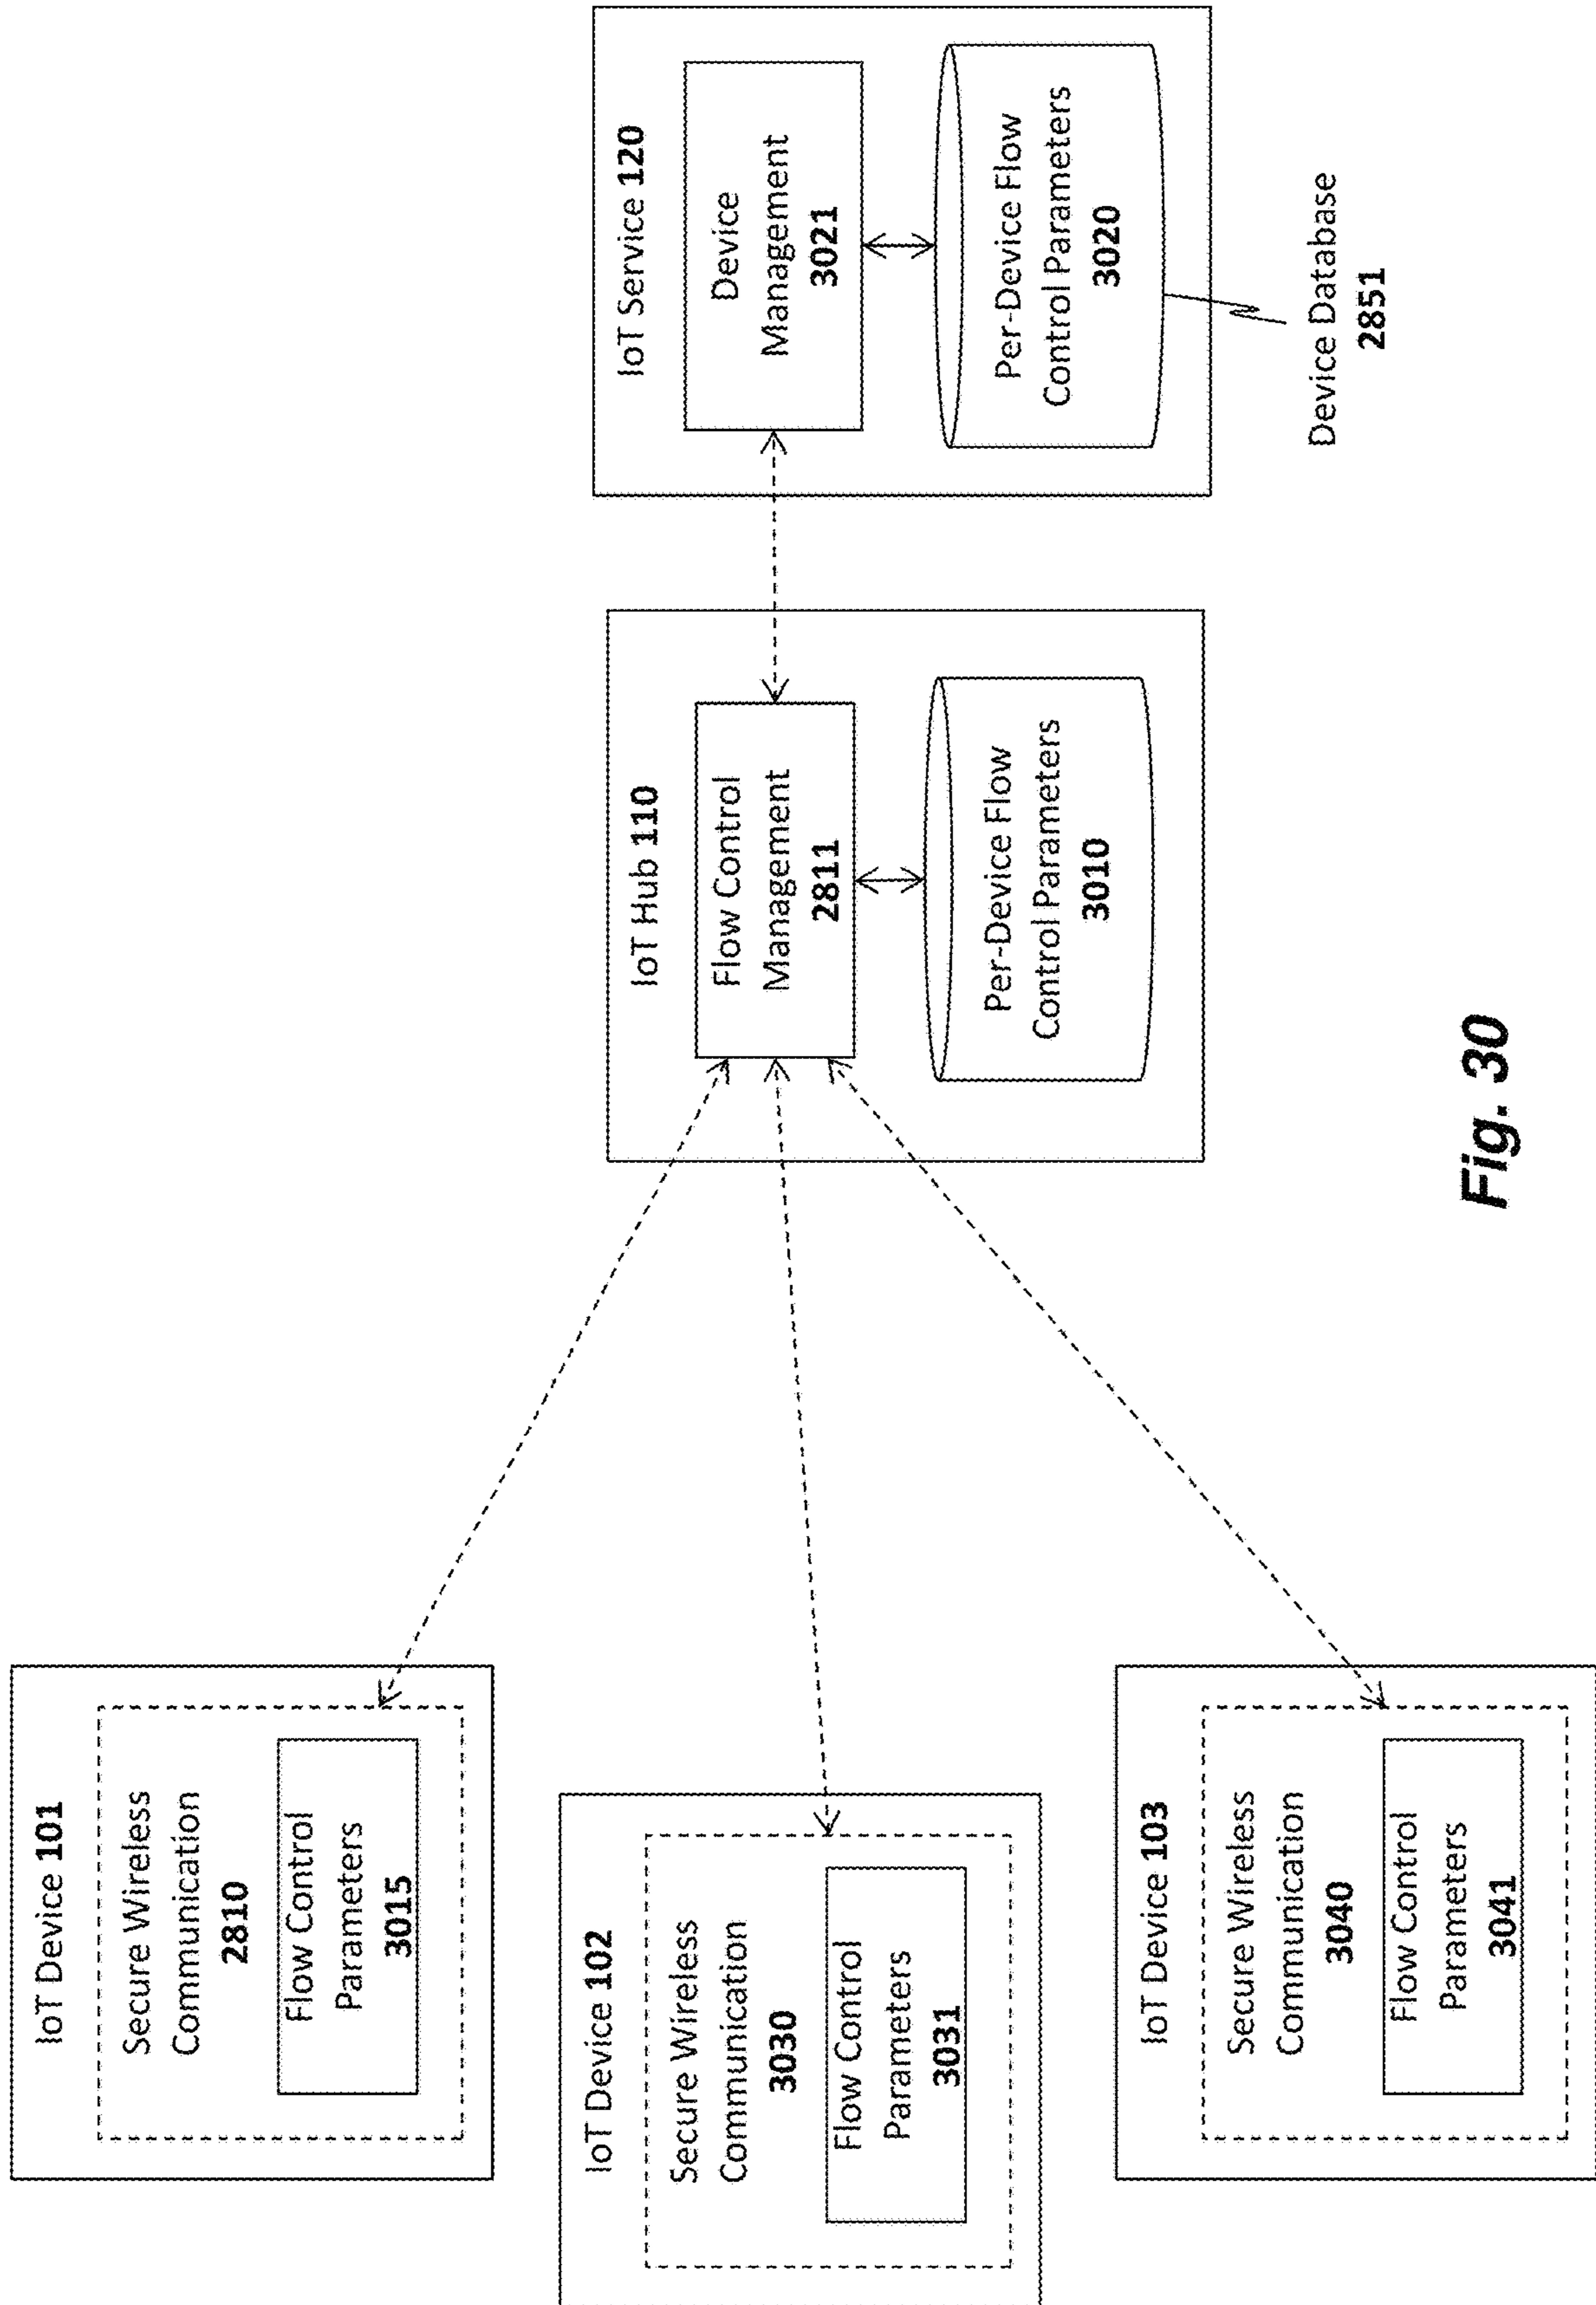 IoT Device 101
Secure Wireless
Communication
2810
Flow Control
Parameters
3015
IoT Device 102
Secure Wireless
Communication
3030
Flow Control
Parameters
3031
IoT Device 103
Secure Wireless
Communication
3040
Flow Control
Parameters
3041
IoT Hub 110
Flow Control
Management
2811
Per-Device Flow
Control Parameters
3010
IoT Service 120
Device
Management
3021
Per-Device Flow
Control Parameters
3020
Device Database
2851
Fig. 30